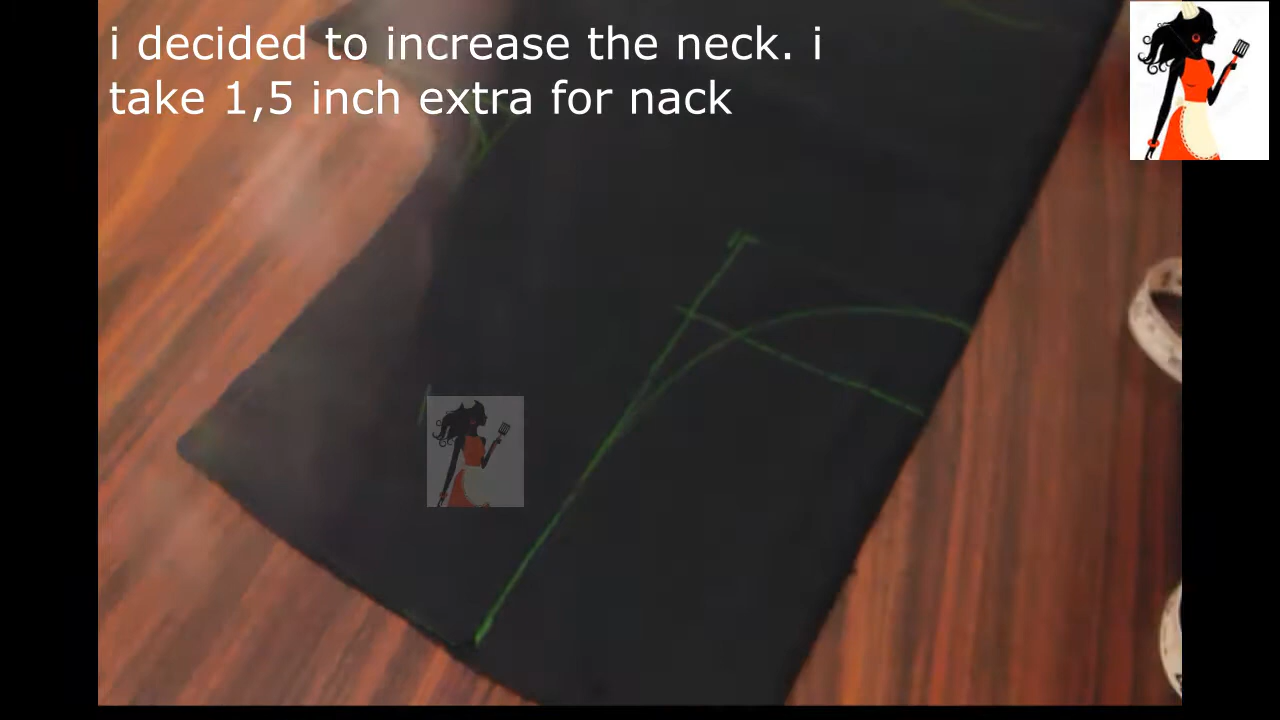 i decided to increase the neck. i
take 1,5 inch extra for nack